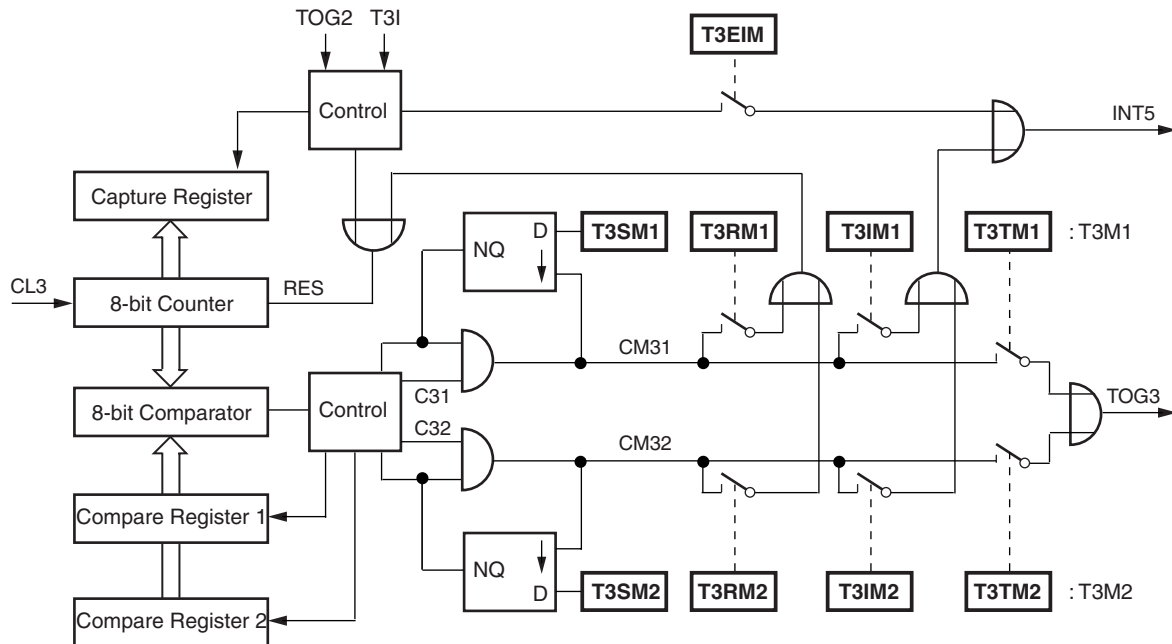 TOG2 T3I
T3EIM
Control
INT5
Capture Register
D
T3SM1
T3RM1
T3IM1
T3TM1
: T3M1
NQ
CL3
8-bit Counter
RES
CM31
8-bit Comparator
Control
C31
C32
TOG3
CM32
Compare Register 1
NQ
D
T3SM2
T3RM2
T3IM2
T3TM2
: T3M2
Compare Register 2